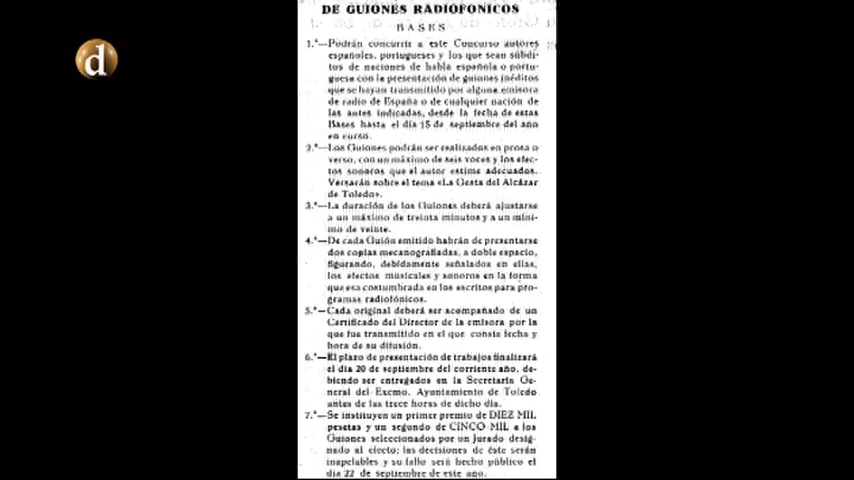 d
DE GUIONES RADIOFONICOS
BASES
1.ª—Podrán concurrir a este Concurso autores
españoles, portugueses y los que sean súbdi-
tos de naciones de habla española o portu-
guesa con la presentación de guiones inéditos
que se hayan transmitido por alguna emisora
de radio de España o de cualquier nación de
las antes indicadas, desde la fecha de estas
Bases hasta el día 15 de septiembre del año
en curso.
2.ª—Los Guiones podrán ser realizados en prosa o
verso, con un máximo de seis voces y los efec-
tos sonoros que el autor estime adecuados.
Versarán sobre el tema «La Gesta del Alcázar
de Toledo».
3.ª—La duración de los Guiones deberá ajustarse
a un máximo de treinta minutos y a un míni-
mo de veinte.
4.ª—De cada Guión emitido habrán de presentarse
dos copias mecanografiadas, a doble espacio,
figurando, debidamente señalados en ellas,
los efectos musicales y sonoros en la forma
que esa costumbrada en los escritos para pro-
gramas radiofónicos.
5.ª—Cada original deberá ser acompañado de un
Certificado del Director de la emisora por la
que fue transmitido en el que conste fecha y
hora de su difusión.
6.ª—El plazo de presentación de trabajos finalizará
el día 20 de septiembre del corriente año, de-
biendo ser entregados en la Secretaría Ge-
neral del Excmo. Ayuntamiento de Toledo
antes de las trece horas de dicho día.
7.ª—Se instituyen un primer premio de DIEZ MIL
pesetas y un segundo de CINCO MIL a los
Guiones seleccionados por un Jurado desig-
nado al efecto; las decisiones de éste serán
inapelables y su fallo será hecho público el
día 22 de septiembre de este año.